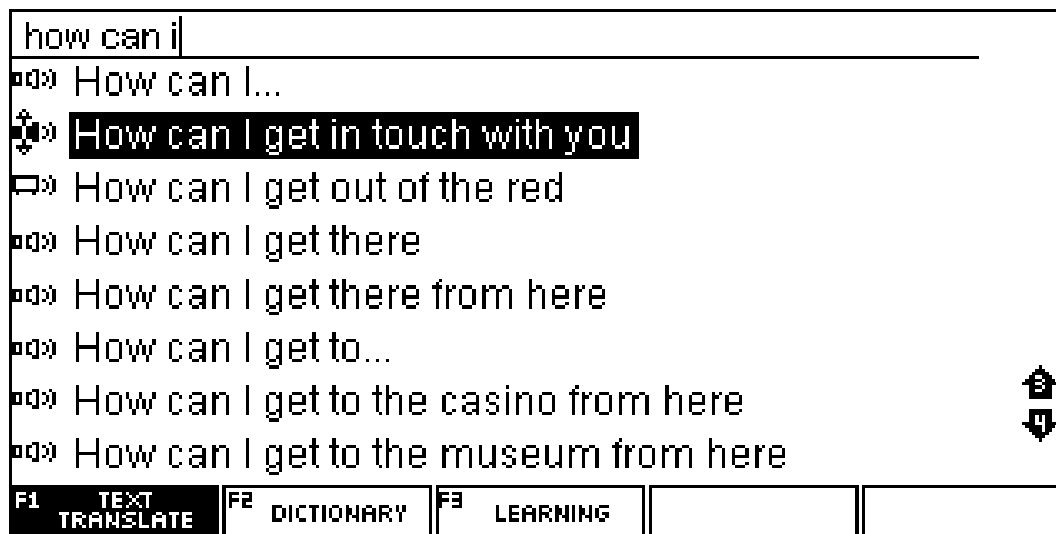 how can i
How can I...
How can I get in touch with you
How can I get out of the red
How can I get there
How can I get there from here
How can I get to...
How can I get to the casino from here
3
How can I get to the museum from here
4
F1 TEXT TRANSLATE F2 DICTIONARY F3 LEARNING